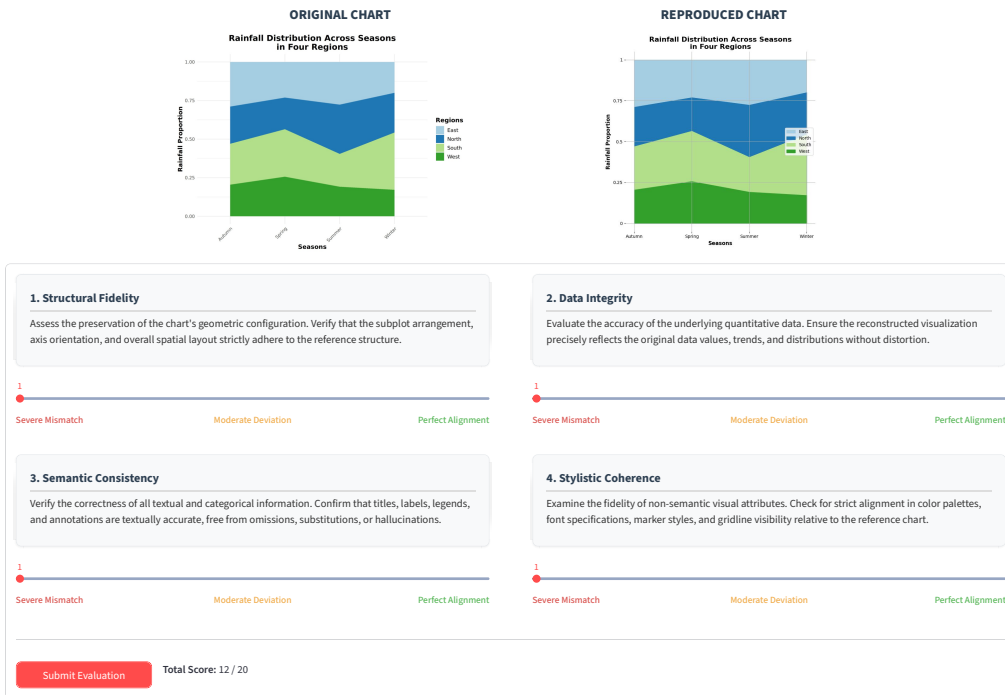 ORIGINAL CHART
Rainfall Distribution Across Seasons
in Four Regions
1.00
0.75
0.50
0.25
0.00
Rainfall Proportion
Autumn
Spring
Summer
Winter
Seasons
Regions
East
North
South
West
REPRODUCED CHART
Rainfall Distribution Across Seasons
in Four Regions
1
0.75
0.5
0.25
0
Rainfall Proportion
Autumn
Spring
Summer
Winter
Seasons
East
North
South
West
1. Structural Fidelity
Assess the preservation of the chart's geometric configuration. Verify that the subplot arrangement,
axis orientation, and overall spatial layout strictly adhere to the reference structure.
1
Severe Mismatch
Moderate Deviation
Perfect Alignment
2. Data Integrity
Evaluate the accuracy of the underlying quantitative data. Ensure the reconstructed visualization
precisely reflects the original data values, trends, and distributions without distortion.
1
Severe Mismatch
Moderate Deviation
Perfect Alignment
3. Semantic Consistency
Verify the correctness of all textual and categorical information. Confirm that titles, labels, legends,
and annotations are textually accurate, free from omissions, substitutions, or hallucinations.
1
Severe Mismatch
Moderate Deviation
Perfect Alignment
4. Stylistic Coherence
Examine the fidelity of non-semantic visual attributes. Check for strict alignment in color palettes,
font specifications, marker styles, and gridline visibility relative to the reference chart.
1
Severe Mismatch
Moderate Deviation
Perfect Alignment
Submit Evaluation
Total Score: 12 / 20